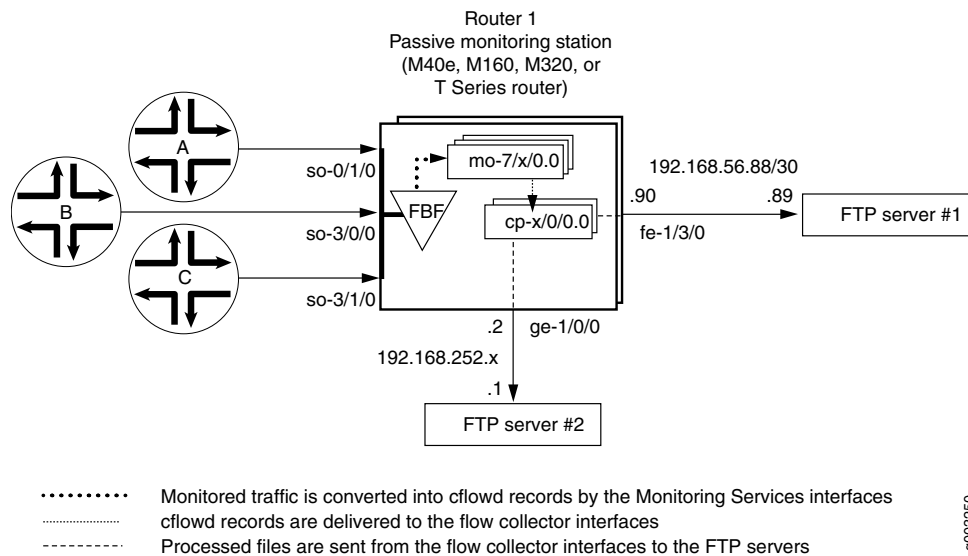 Router 1
Passive monitoring station
(M40e, M160, M320, or
T Series router)
A
B
C
so-0/1/0
so-3/0/0
so-3/1/0
FBF
mo-7/x/0.0
cp-x/0/0.0
192.168.56.88/30
.90
.89
fe-1/3/0
FTP server #1
.2
ge-1/0/0
192.168.252.x
.1
FTP server #2
Monitored traffic is converted into cflowd records by the Monitoring Services interfaces
cflowd records are delivered to the flow collector interfaces
Processed files are sent from the flow collector interfaces to the FTP servers